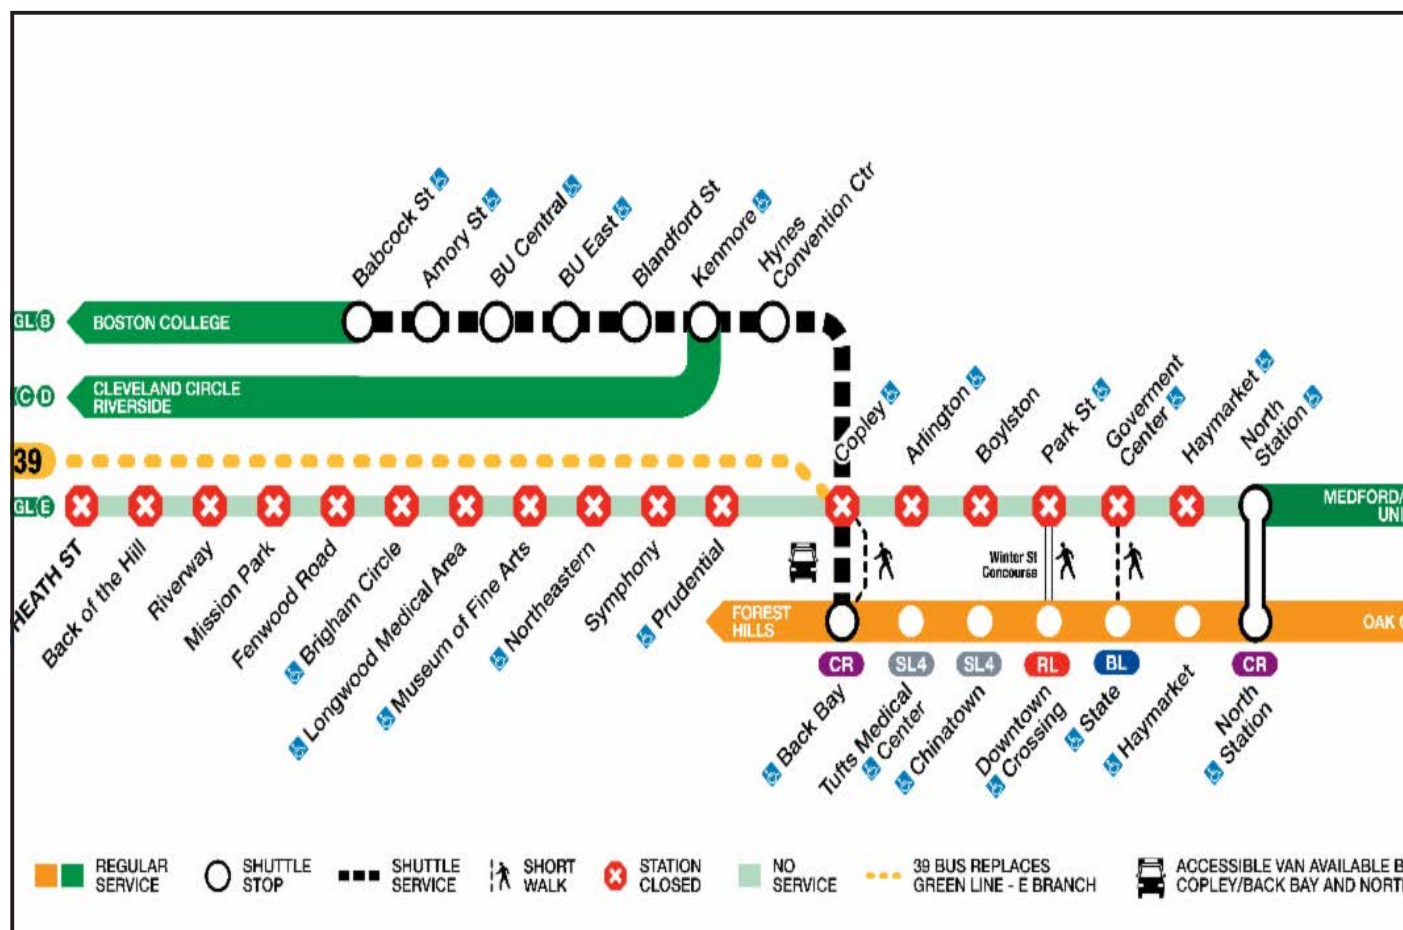 Babcock St
Amory St
BU Central
BU East
Blandford St
Kenmore
Hynes
Convention Ctr
GL B
BOSTON COLLEGE
C D
CLEVELAND CIRCLE
RIVERSIDE
Copley
Arlington
Boylston
Park St
Goverment
Center
Haymarket
North
Station
39
GL E
MEDFORD/
UNI
HEATH ST
Back of the Hill
Riverway
Mission Park
Fenwood Road
Brigham Circle
Longwood Medical Area
Museum of Fine Arts
Northeastern
Symphony
Prudential
Winter St
Concourse
FOREST
HILLS
OAK
CR
SL4
SL4
RL
BL
CR
Back Bay
Tufts Medical
Center
Chinatown
Downtown
Crossing
State
Haymarket
North
Station
REGULAR
SERVICE
SHUTTLE
STOP
SHUTTLE
SERVICE
SHORT
WALK
STATION
CLOSED
NO
SERVICE
39 BUS REPLACES
GREEN LINE - E BRANCH
ACCESSIBLE VAN AVAILABLE B
COPLEY/BACK BAY AND NORT